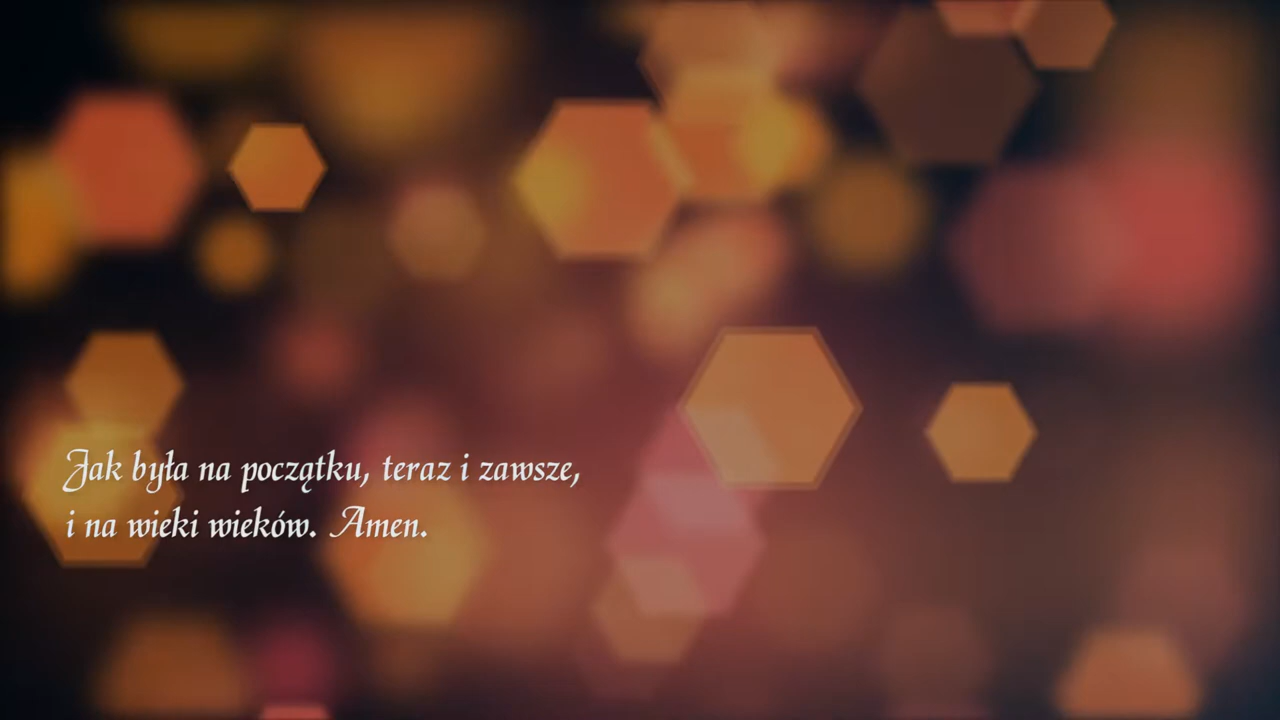 Jak była na początku, teraz i zawsze,
i na wieki wieków. Amen.